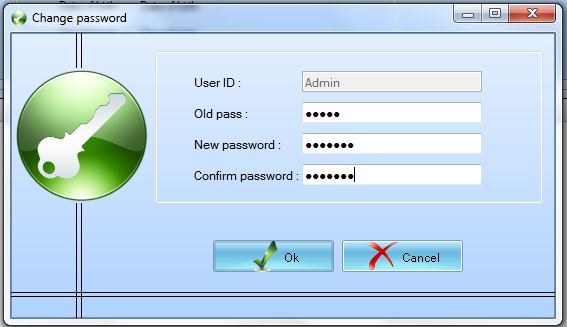 Change password
User ID :
Admin
Old pass :
●●●●●
New password :
●●●●●●●
Confirm password :
●●●●●●●
Ok
Cancel